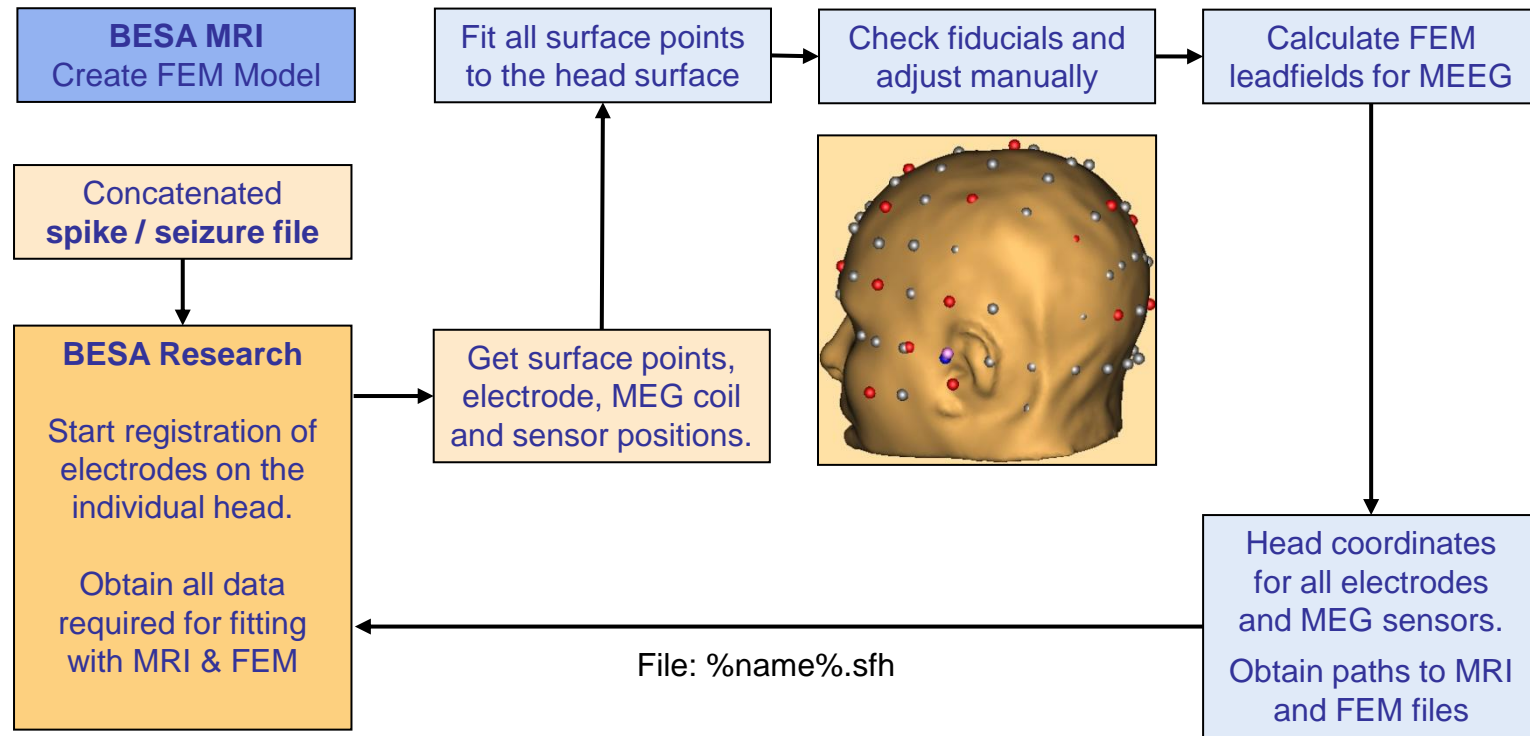 BESA MRI
Create FEM Model
Fit all surface points
to the head surface
Check fiducials and
adjust manually
Calculate FEM
leadfields for MEEG
Concatenated
spike / seizure file
BESA Research
Start registration of
electrodes on the
individual head.
Obtain all data
required for fitting
with MRI & FEM
Get surface points,
electrode, MEG coil
and sensor positions.
Head coordinates
for all electrodes
and MEG sensors.
Obtain paths to MRI
and FEM files
File: %name%.sfh